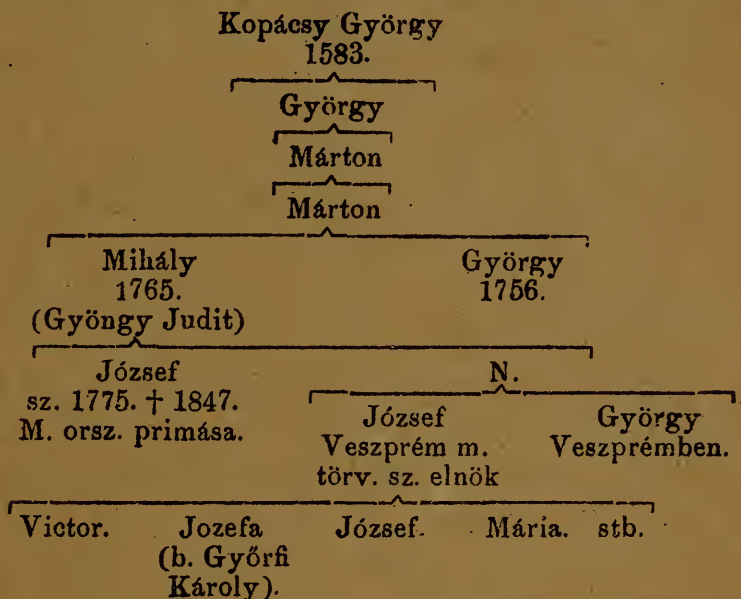 Kopácsy György
1583.
György
Márton
Márton
Mihály György
1765. 1756.
(Gyöngy Judit)
József N.
sz. 1775. † 1847. József György
M. orsz. primása. Veszprém m. Veszprémben.
törv. sz. elnök
Victor. Jozefa József. Mária. stb.
(b. Győrfi
Károly).